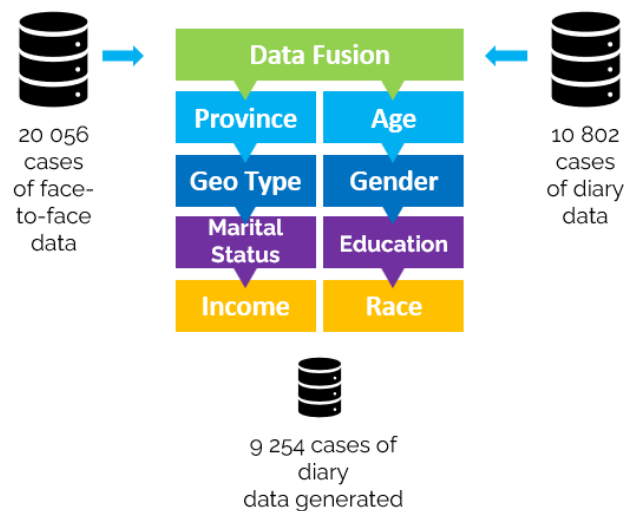 Data Fusion
20 056
cases
of face-
to-face
data
Province
Age
Geo Type
Gender
Marital
Status
Education
Income
Race
10 802
cases
of diary
data
9 254 cases of
diary
data generated